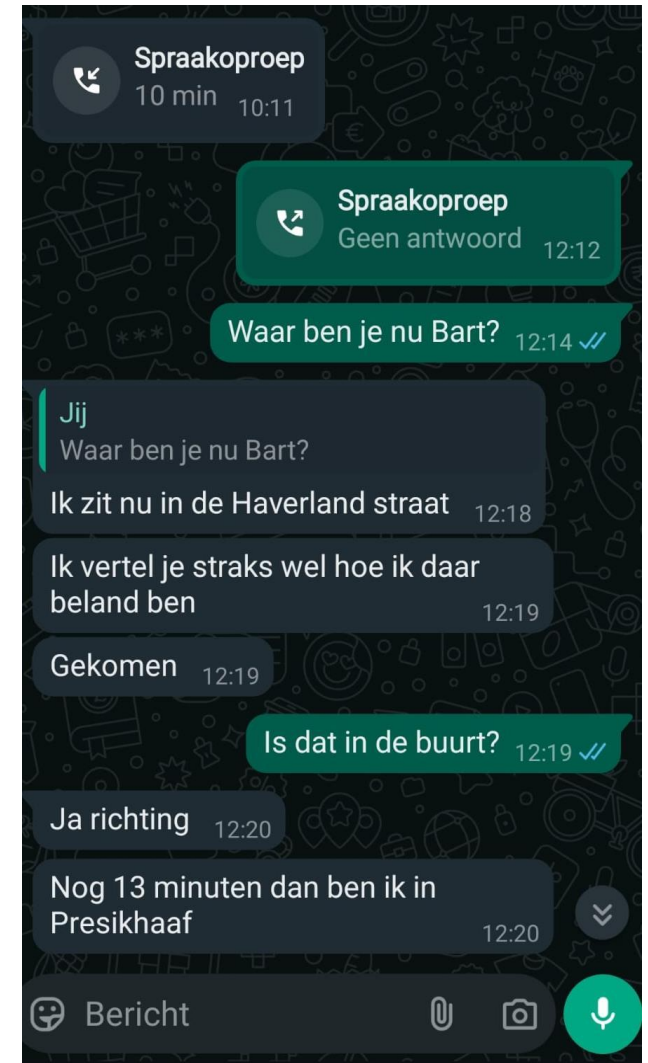 Spraakoproep
10 min 10:11
Spraakoproep
Geen antwoord 12:12
Waar ben je nu Bart? 12:14
Jij
Waar ben je nu Bart?
Ik zit nu in de Haverland straat 12:18
Ik vertel je straks wel hoe ik daar
beland ben 12:19
Gekomen 12:19
Is dat in de buurt? 12:19
Ja richting 12:20
Nog 13 minuten dan ben ik in
Presikhaaf 12:20
Bericht